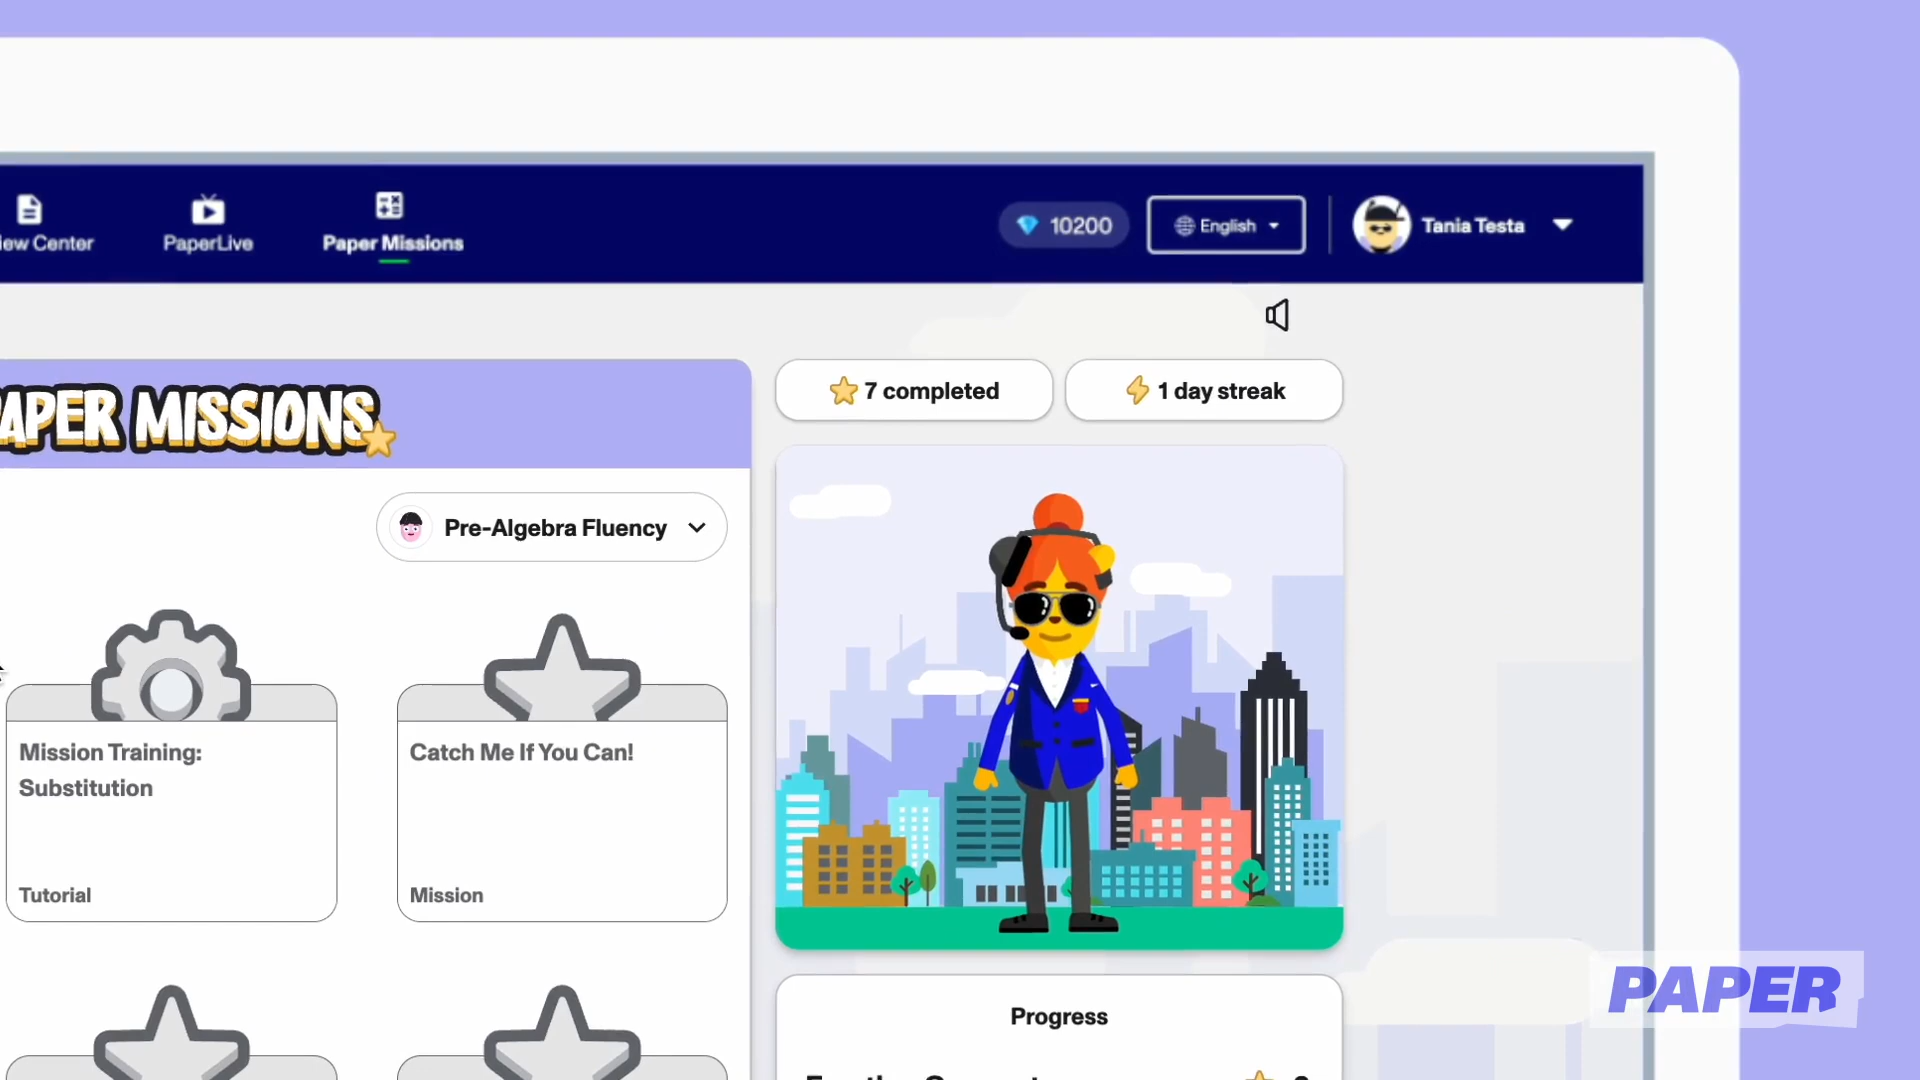 iew Center
PaperLive
Paper Missions
10200
English
Tania Testa
7 completed
1 day streak
APER MISSIONS
Pre-Algebra Fluency
Mission Training:
Substitution
Tutorial
Catch Me If You Can!
Mission
Progress
PAPER